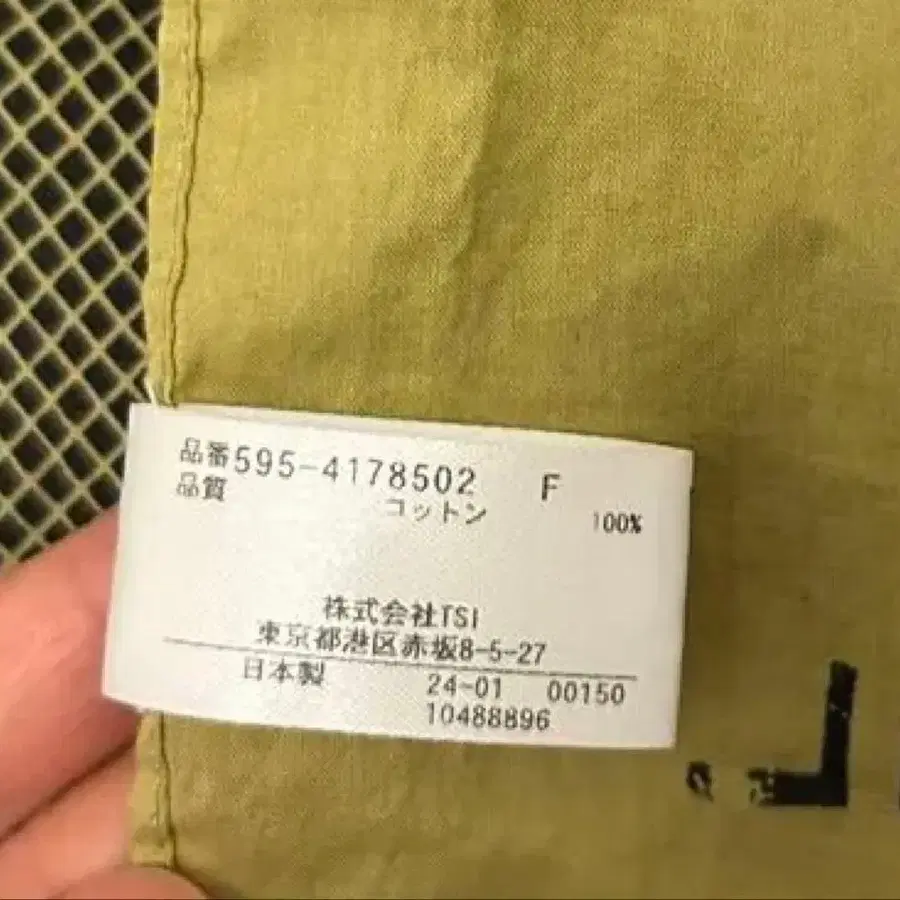 品番595-4178502 F
品質 コットン 100%
株式会社TSI
東京都港区赤坂8-5-27
日本製 24-01 00150
10488896